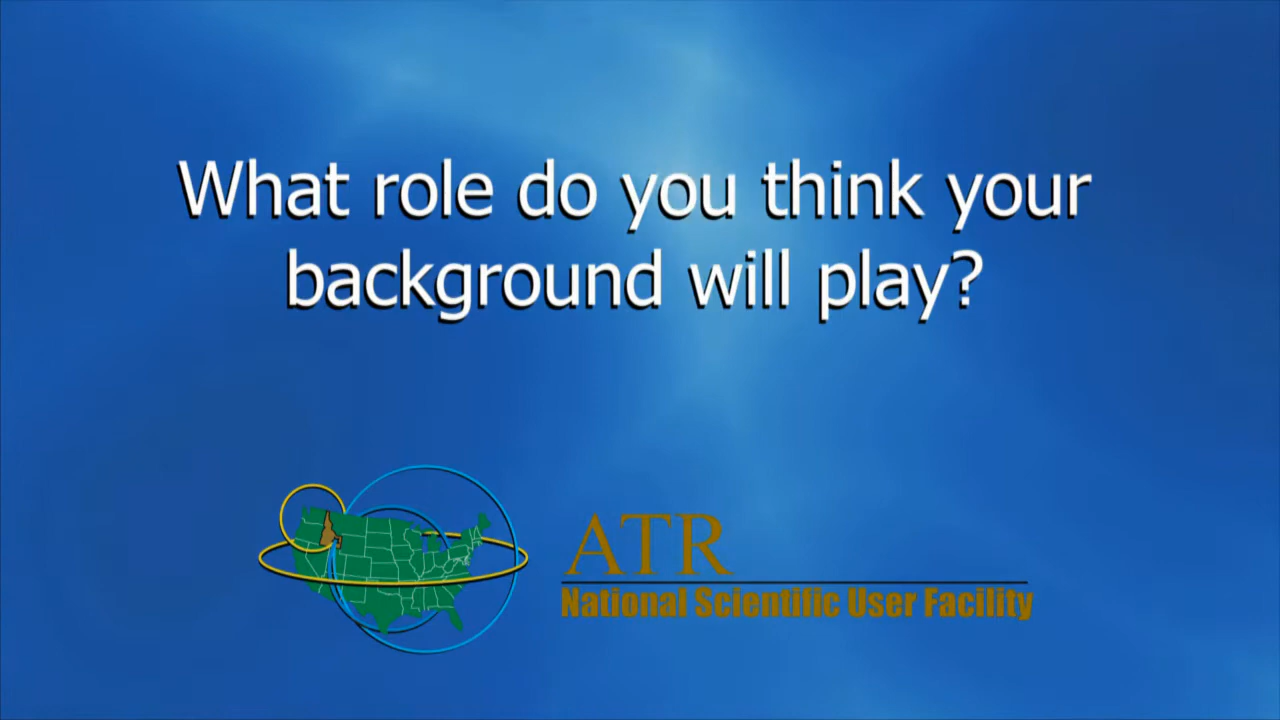 What role do you think your
background will play?
ATR
National Scientific User Facility